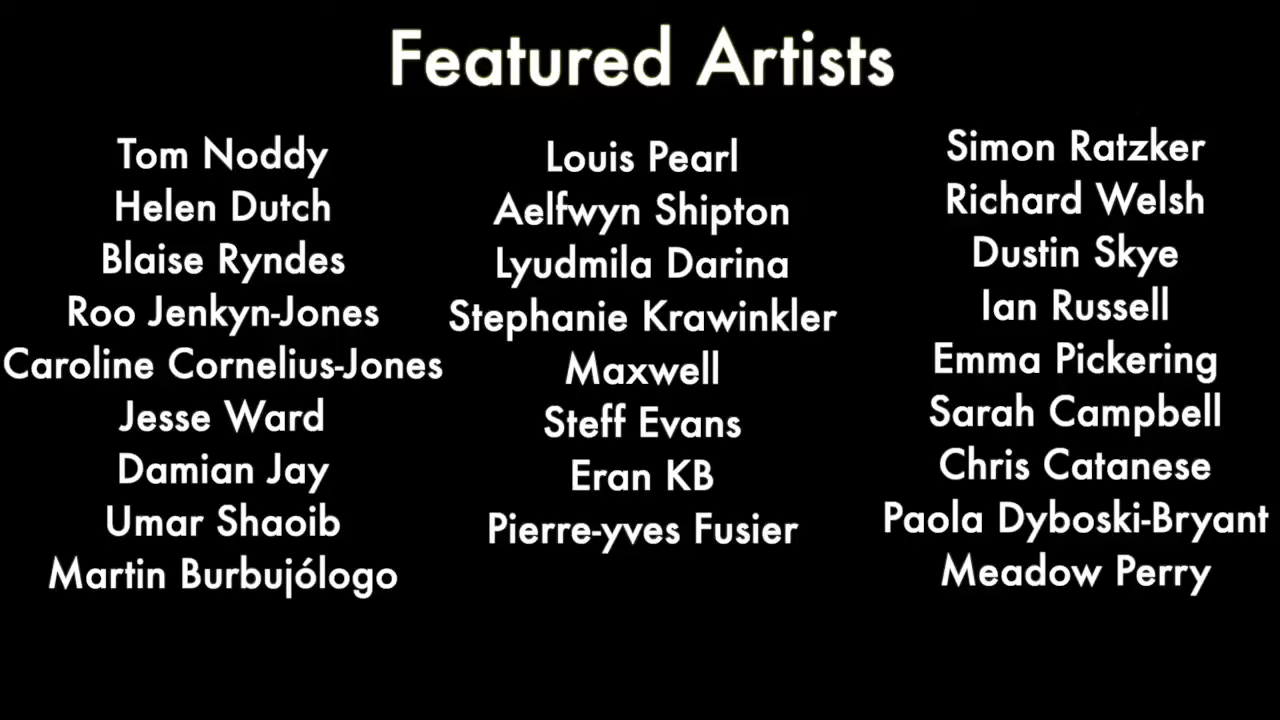 Featured Artists
Tom Noddy
Helen Dutch
Blaise Ryndes
Roo Jenkyn-Jones
Caroline Cornelius-Jones
Jesse Ward
Damian Jay
Umar Shaoib
Martin Burbujólogo
Louis Pearl
Aelfwyn Shipton
Lyudmila Darina
Stephanie Krawinkler
Maxwell
Steff Evans
Eran KB
Pierre-yves Fusier
Simon Ratzker
Richard Welsh
Dustin Skye
Ian Russell
Emma Pickering
Sarah Campbell
Chris Catanese
Paola Dyboski-Bryant
Meadow Perry